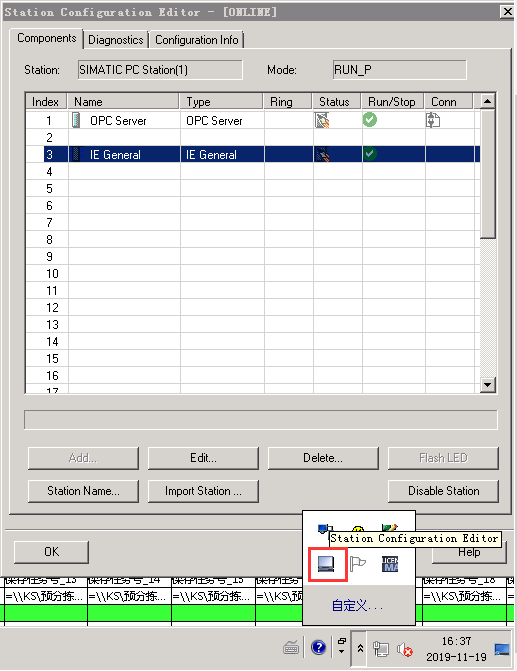 Station Configuration Editor - [ONLINE]
Components Diagnostics Configuration Info
Station: SIMATIC PC Station(1) Mode: RUN_P
Index Name Type Ring Status Run/Stop Conn
1 OPC Server OPC Server
2
3 IE General IE General
4
5
6
7
8
9
10
11
12
13
14
15
16
17
Add... Edit... Delete... Flash LED
Station Name... Import Station ... Disable Station
OK Help
Station Configuration Editor
保存任务号_13 保存任务号_14 保存任务号_15 保存任务号_18
=\\KS\预分拣... =\\KS\预分拣... =\\KS\预分拣... =\\KS\预分拣...
自定义...
16:37
2019-11-19